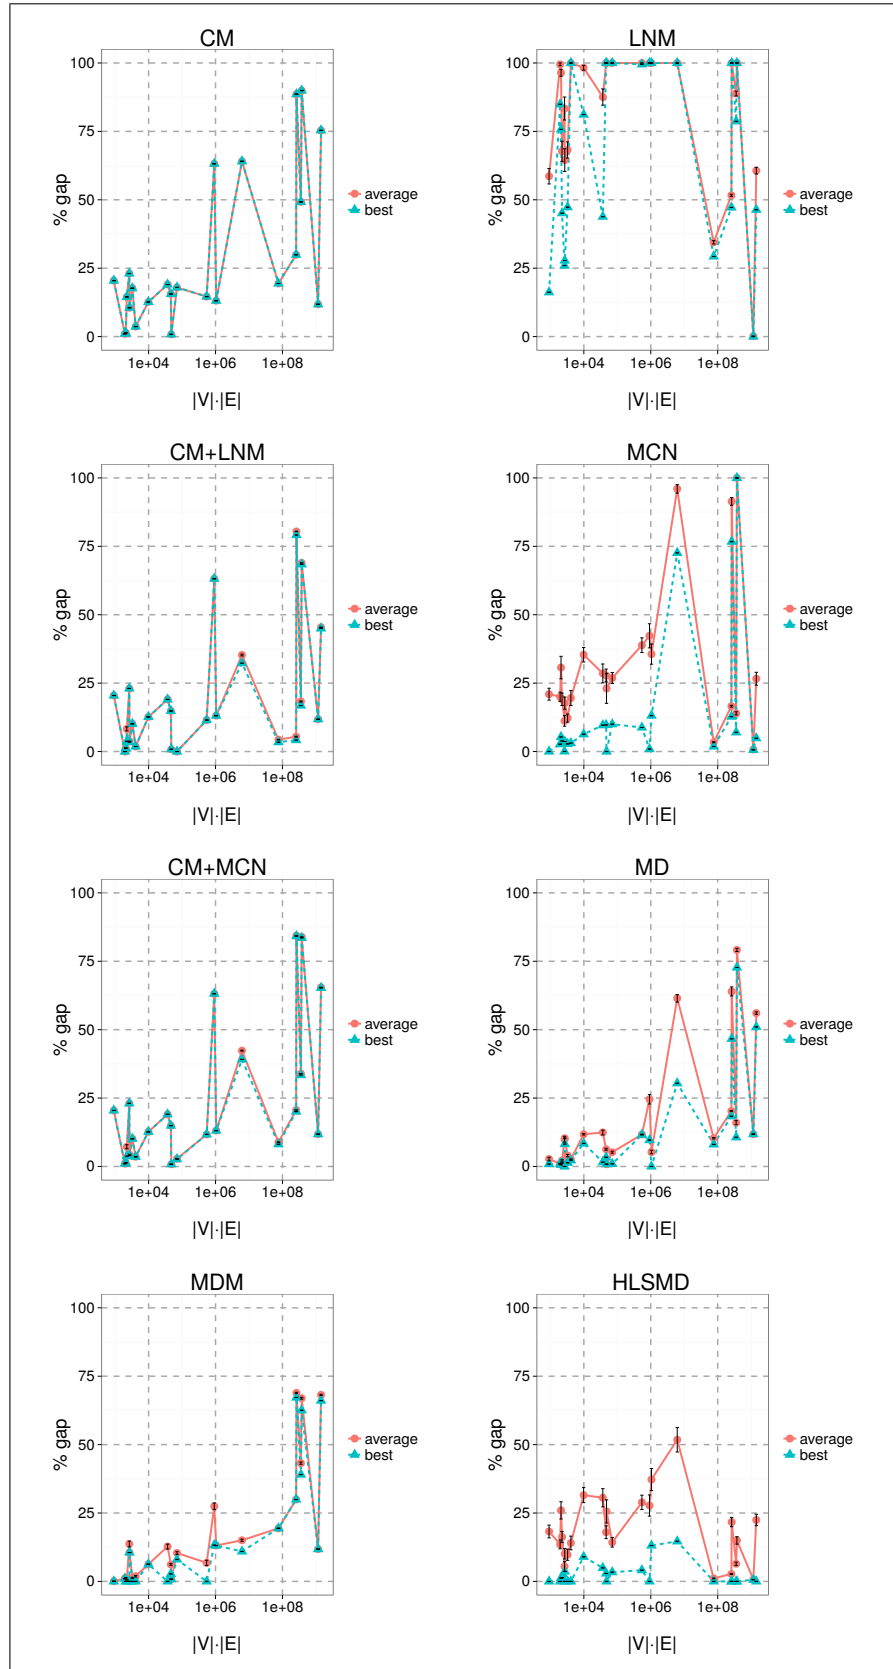 CM
LNM
100
75
50
25
0
% gap
1e+04 1e+06 1e+08
|V|·|E|
average
best
100
75
50
25
0
% gap
1e+04 1e+06 1e+08
|V|·|E|
average
best
CM+LNM
MCN
100
75
50
25
0
% gap
1e+04 1e+06 1e+08
|V|·|E|
average
best
100
75
50
25
0
% gap
1e+04 1e+06 1e+08
|V|·|E|
average
best
CM+MCN
MD
100
75
50
25
0
% gap
1e+04 1e+06 1e+08
|V|·|E|
average
best
100
75
50
25
0
% gap
1e+04 1e+06 1e+08
|V|·|E|
average
best
MDM
HLSMD
100
75
50
25
0
% gap
1e+04 1e+06 1e+08
|V|·|E|
average
best
100
75
50
25
0
% gap
1e+04 1e+06 1e+08
|V|·|E|
average
best